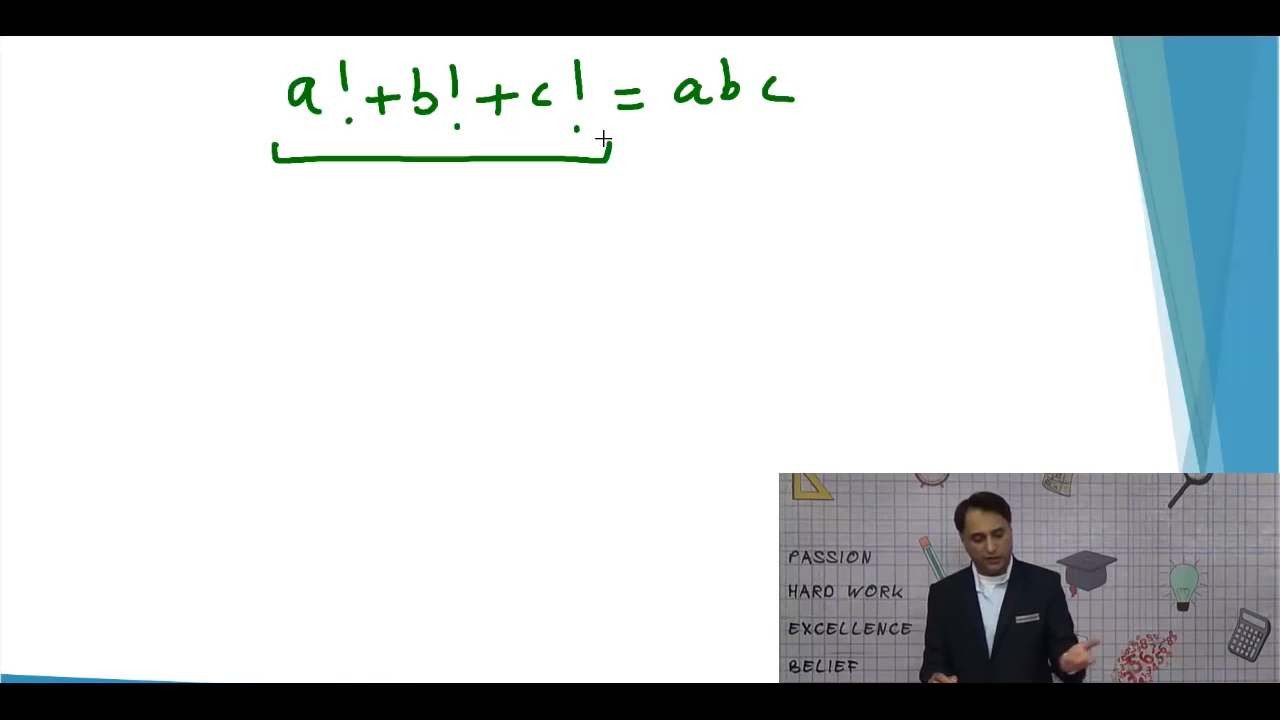 a! + b! + c! = abc
PASSION
HARD WORK
EXCELLENCE
BELIEF